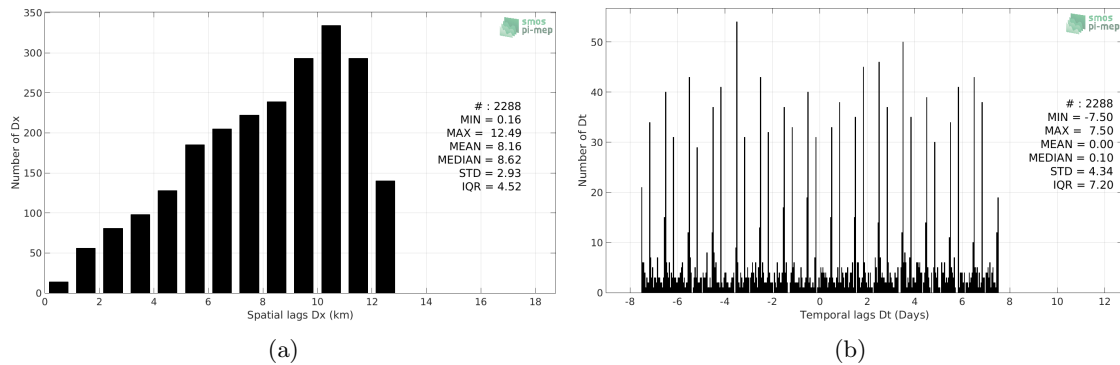 350
300
250
200
150
100
50
0
Number of Dx
smos
pi-mep
# : 2288
MIN = 0.16
MAX = 12.49
MEAN = 8.16
MEDIAN = 8.62
STD = 2.93
IQR = 4.52
0 2 4 6 8 10 12 14 16 18
Spatial lags Dx (km)
(a)
50
40
30
20
10
0
Number of Dt
smos
pi-mep
# : 2288
MIN = -7.50
MAX = 7.50
MEAN = 0.00
MEDIAN = 0.10
STD = 4.34
IQR = 7.20
-8 -6 -4 -2 0 2 4 6 8 10 12
Temporal lags Dt (Days)
(b)